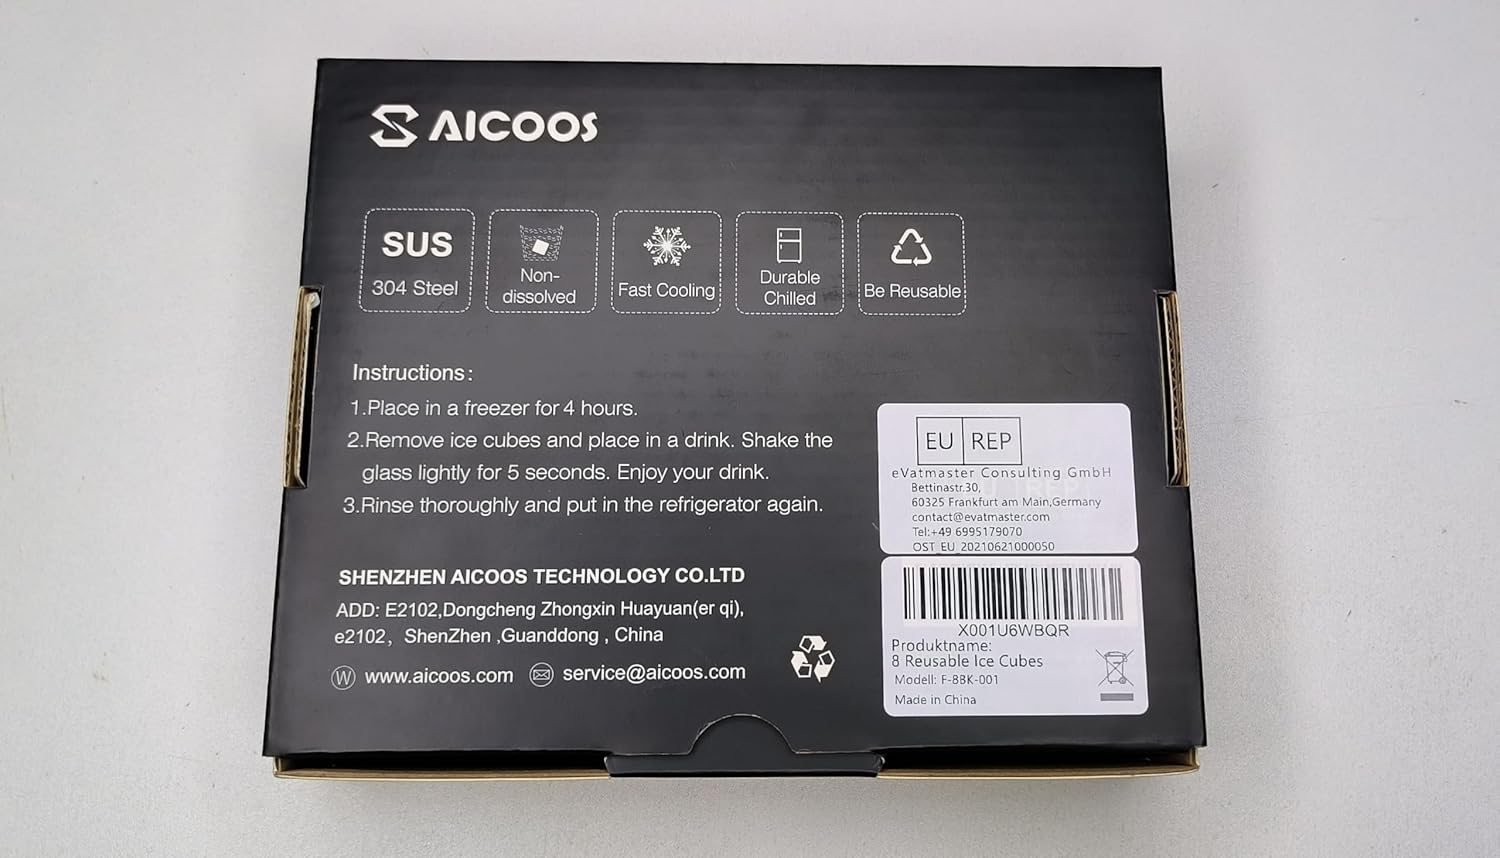 AICOOS
SUS
304 Steel
Non-
dissolved
Fast Cooling
Durable
Chilled
Be Reusable
Instructions:
1.Place in a freezer for 4 hours.
2.Remove ice cubes and place in a drink. Shake the
glass lightly for 5 seconds. Enjoy your drink.
3.Rinse thoroughly and put in the refrigerator again.
SHENZHEN AICOOS TECHNOLOGY CO.LTD
ADD: E2102,Dongcheng Zhongxin Huayuan(er qi),
e2102, ShenZhen ,Guanddong , China
W www.aicoos.com service@aicoos.com
EU REP
eVatmaster Consulting GmbH
Bettinastr.30,
60325 Frankfurt am Main,Germany
contact@evatmaster.com
Tel:+49 6995179070
OST_EU_20210621000050
X001U6WBQR
Produktname:
8 Reusable Ice Cubes
Modell: F-8BK-001
Made in China